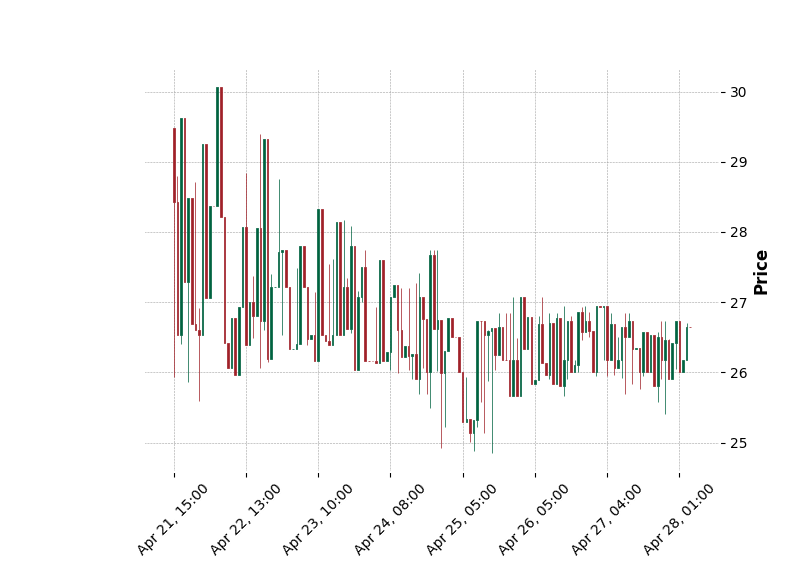 30
29
28
27
26
25
Price
Apr 21, 15:00
Apr 22, 13:00
Apr 23, 10:00
Apr 24, 08:00
Apr 25, 05:00
Apr 26, 05:00
Apr 27, 04:00
Apr 28, 01:00